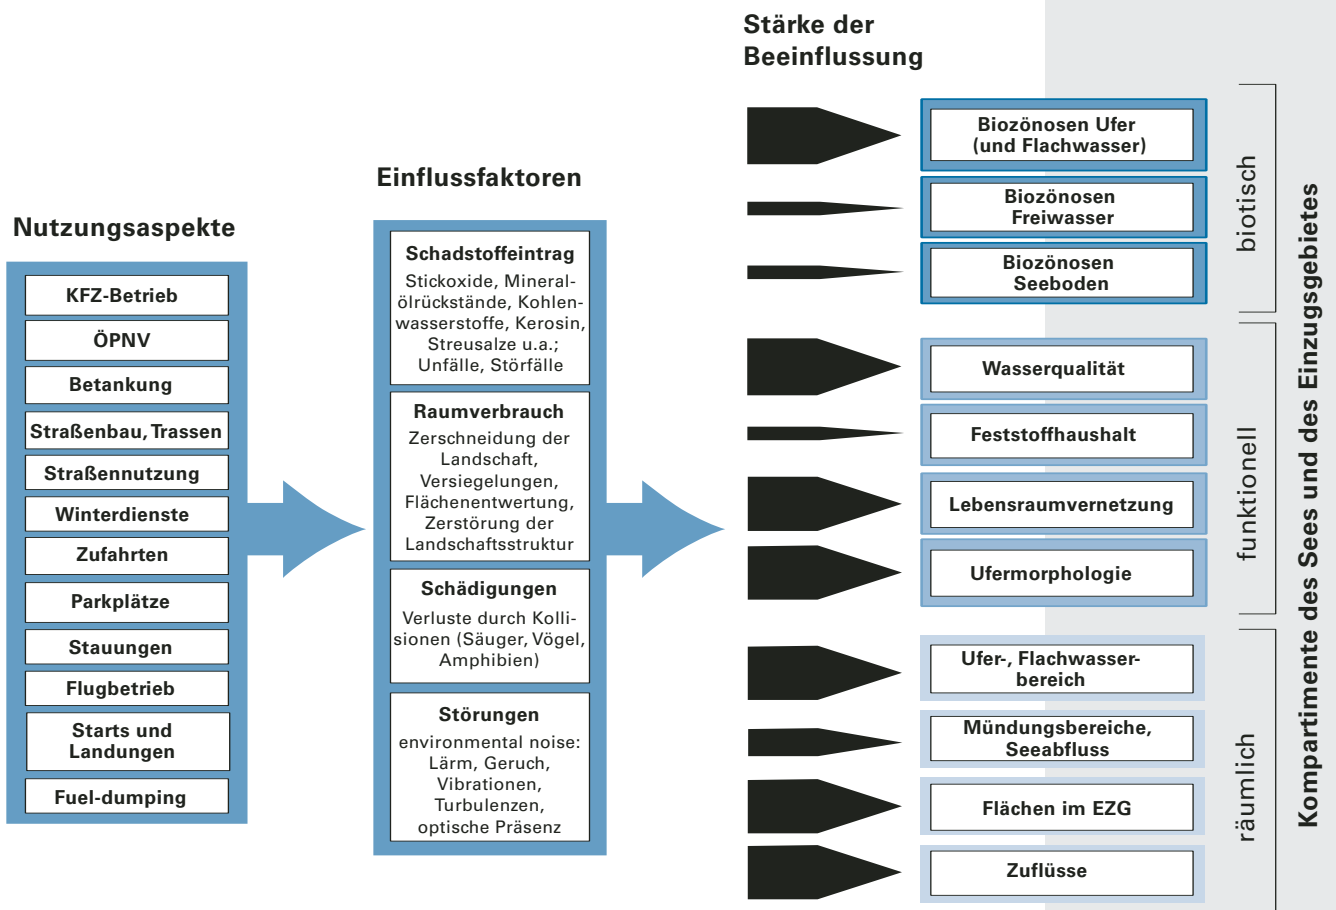 Nutzungsaspekte
KFZ-Betrieb
ÖPNV
Betankung
Straßenbau, Trassen
Straßennutzung
Winterdienste
Zufahrten
Parkplätze
Stauungen
Flugbetrieb
Starts und
Landungen
Fuel-dumping
Einflussfaktoren
Schadstoffeintrag
Stickoxide, Mineral-
ölrückstände, Kohlen-
wasserstoffe, Kerosin,
Streusalze u.a.;
Unfälle, Störfälle
Raumverbrauch
Zerschneidung der
Landschaft,
Versiegelungen,
Flächenentwertung,
Zerstörung der
Landschaftsstruktur
Schädigungen
Verluste durch Kolli-
sionen (Säuger, Vögel,
Amphibien)
Störungen
environmental noise:
Lärm, Geruch,
Vibrationen,
Turbulenzen,
optische Präsenz
Stärke der
Beeinflussung
Biozönosen Ufer
(und Flachwasser)
Biozönosen
Freiwasser
Biozönosen
Seeboden
Wasserqualität
Feststoffhaushalt
Lebensraumvernetzung
Ufermorphologie
Ufer-, Flachwasser-
bereich
Mündungsbereiche,
Seeabfluss
Flächen im EZG
Zuflüsse
biotisch
funktionell
räumlich
Kompartimente des Sees und des Einzugsgebietes